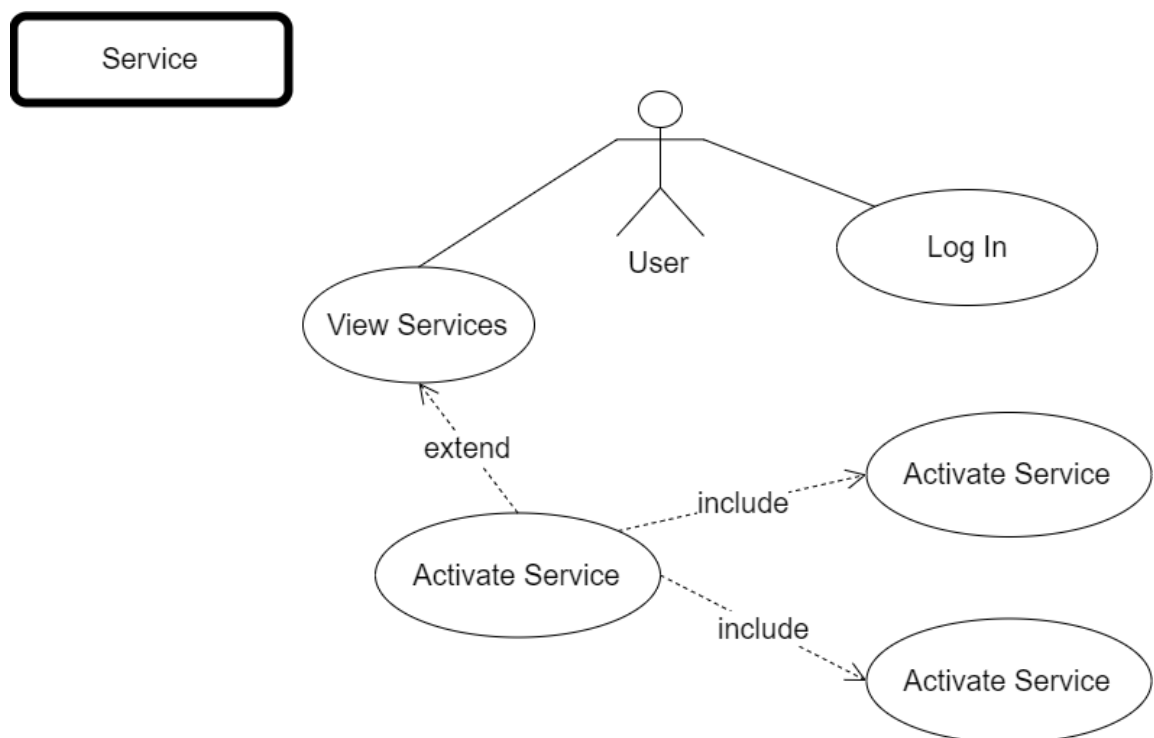 Service
User
Log In
View Services
extend
include
Activate Service
Activate Service
include
Activate Service